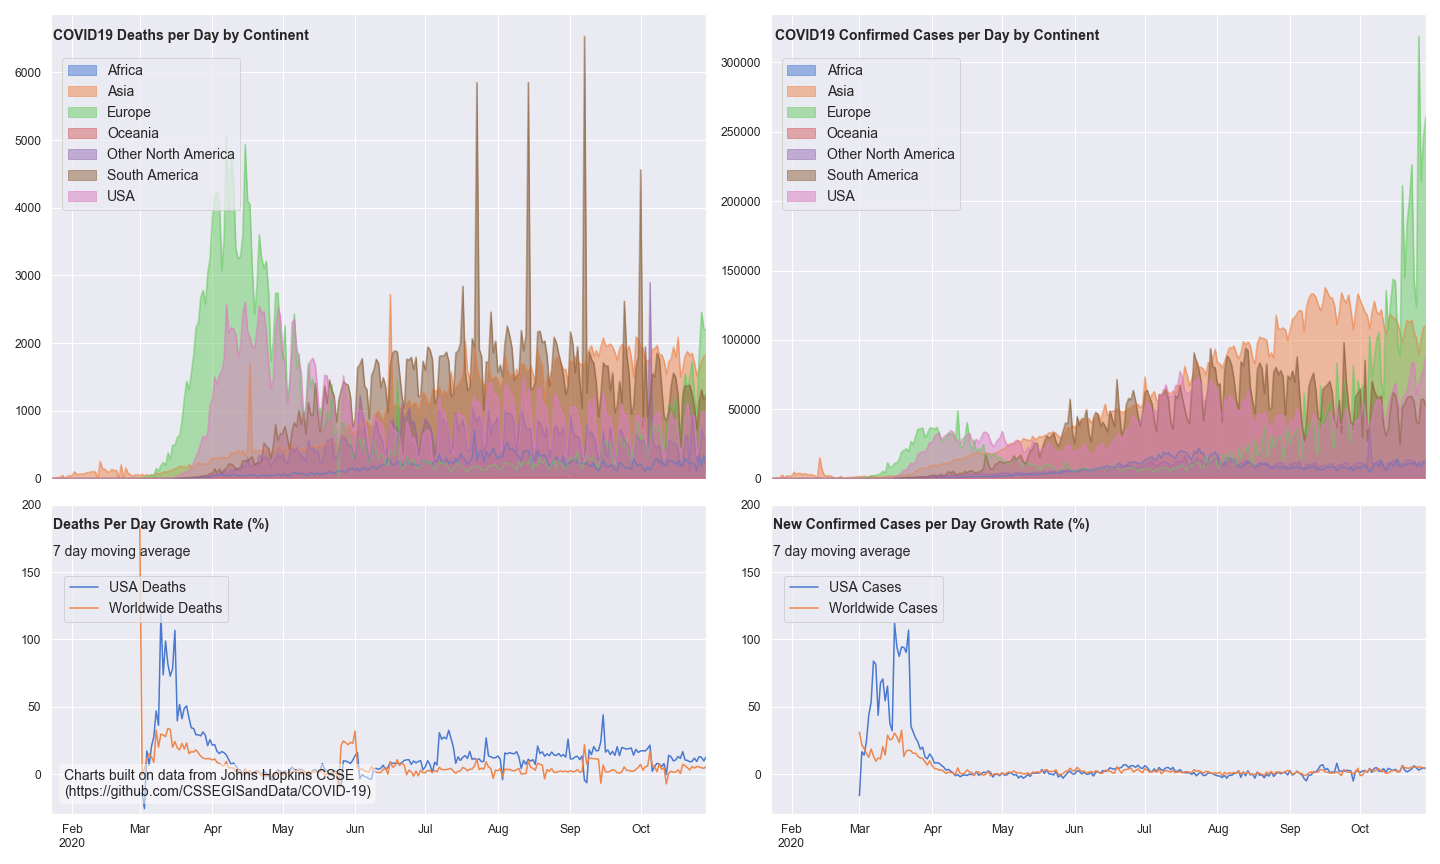 COVID19 Deaths per Day by Continent
Africa
Asia
Europe
Oceania
Other North America
South America
USA
6000
5000
4000
3000
2000
1000
0
COVID19 Confirmed Cases per Day by Continent
Africa
Asia
Europe
Oceania
Other North America
South America
USA
300000
250000
200000
150000
100000
50000
0
Deaths Per Day Growth Rate (%)
7 day moving average
USA Deaths
Worldwide Deaths
200
150
100
50
0
Charts built on data from Johns Hopkins CSSE
(https://github.com/CSSEGISandData/COVID-19)
Feb Mar Apr May Jun Jul Aug Sep Oct
2020
New Confirmed Cases per Day Growth Rate (%)
7 day moving average
USA Cases
Worldwide Cases
200
150
100
50
0
Feb Mar Apr May Jun Jul Aug Sep Oct
2020